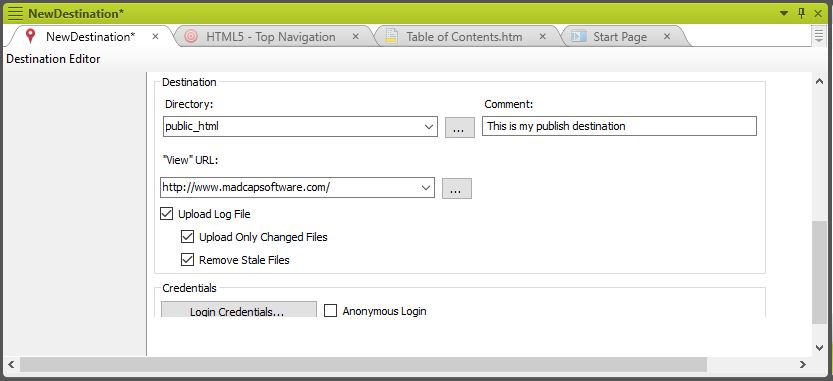 NewDestination*
NewDestination* HTML5 - Top Navigation Table of Contents.htm Start Page
Destination Editor
Destination
Directory: Comment:
public_html ... This is my publish destination
"View" URL:
http://www.madcapsoftware.com/ ...
Upload Log File
Upload Only Changed Files
Remove Stale Files
Credentials
Login Credentials... Anonymous Login